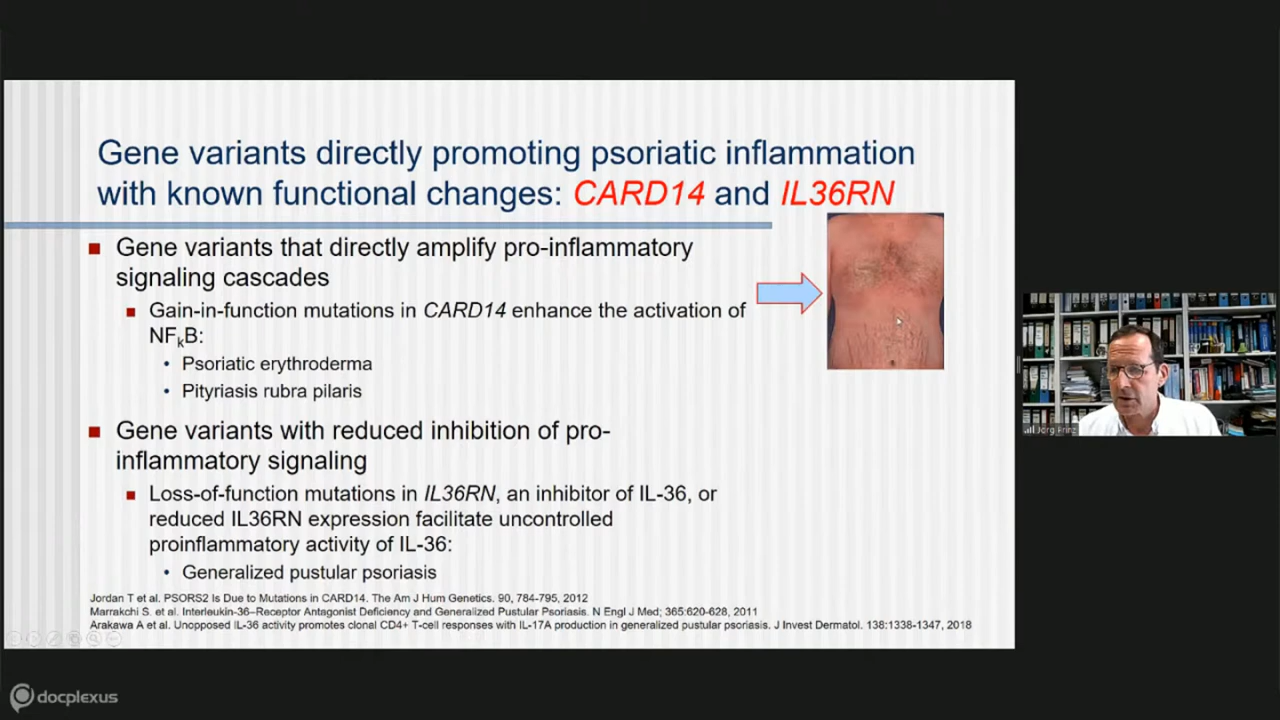 Gene variants directly promoting psoriatic inflammation
with known functional changes: CARD14 and IL36RN
Gene variants that directly amplify pro-inflammatory
signaling cascades
Gain-in-function mutations in CARD14 enhance the activation of
NFkB:
• Psoriatic erythroderma
• Pityriasis rubra pilaris
Gene variants with reduced inhibition of pro-
inflammatory signaling
Loss-of-function mutations in IL36RN, an inhibitor of IL-36, or
reduced IL36RN expression facilitate uncontrolled
proinflammatory activity of IL-36:
• Generalized pustular psoriasis
Jordan T et al. PSORS2 Is Due to Mutations in CARD14. The Am J Hum Genetics. 90, 784-795, 2012
Marrakchi S. et al. Interleukin-36–Receptor Antagonist Deficiency and Generalized Pustular Psoriasis. N Engl J Med; 365:620-628, 2011
Arakawa A et al. Unopposed IL-36 activity promotes clonal CD4+ T-cell responses with IL-17A production in generalized pustular psoriasis. J Invest Dermatol. 138:1338-1347, 2018
Jörg Prinz
docplexus